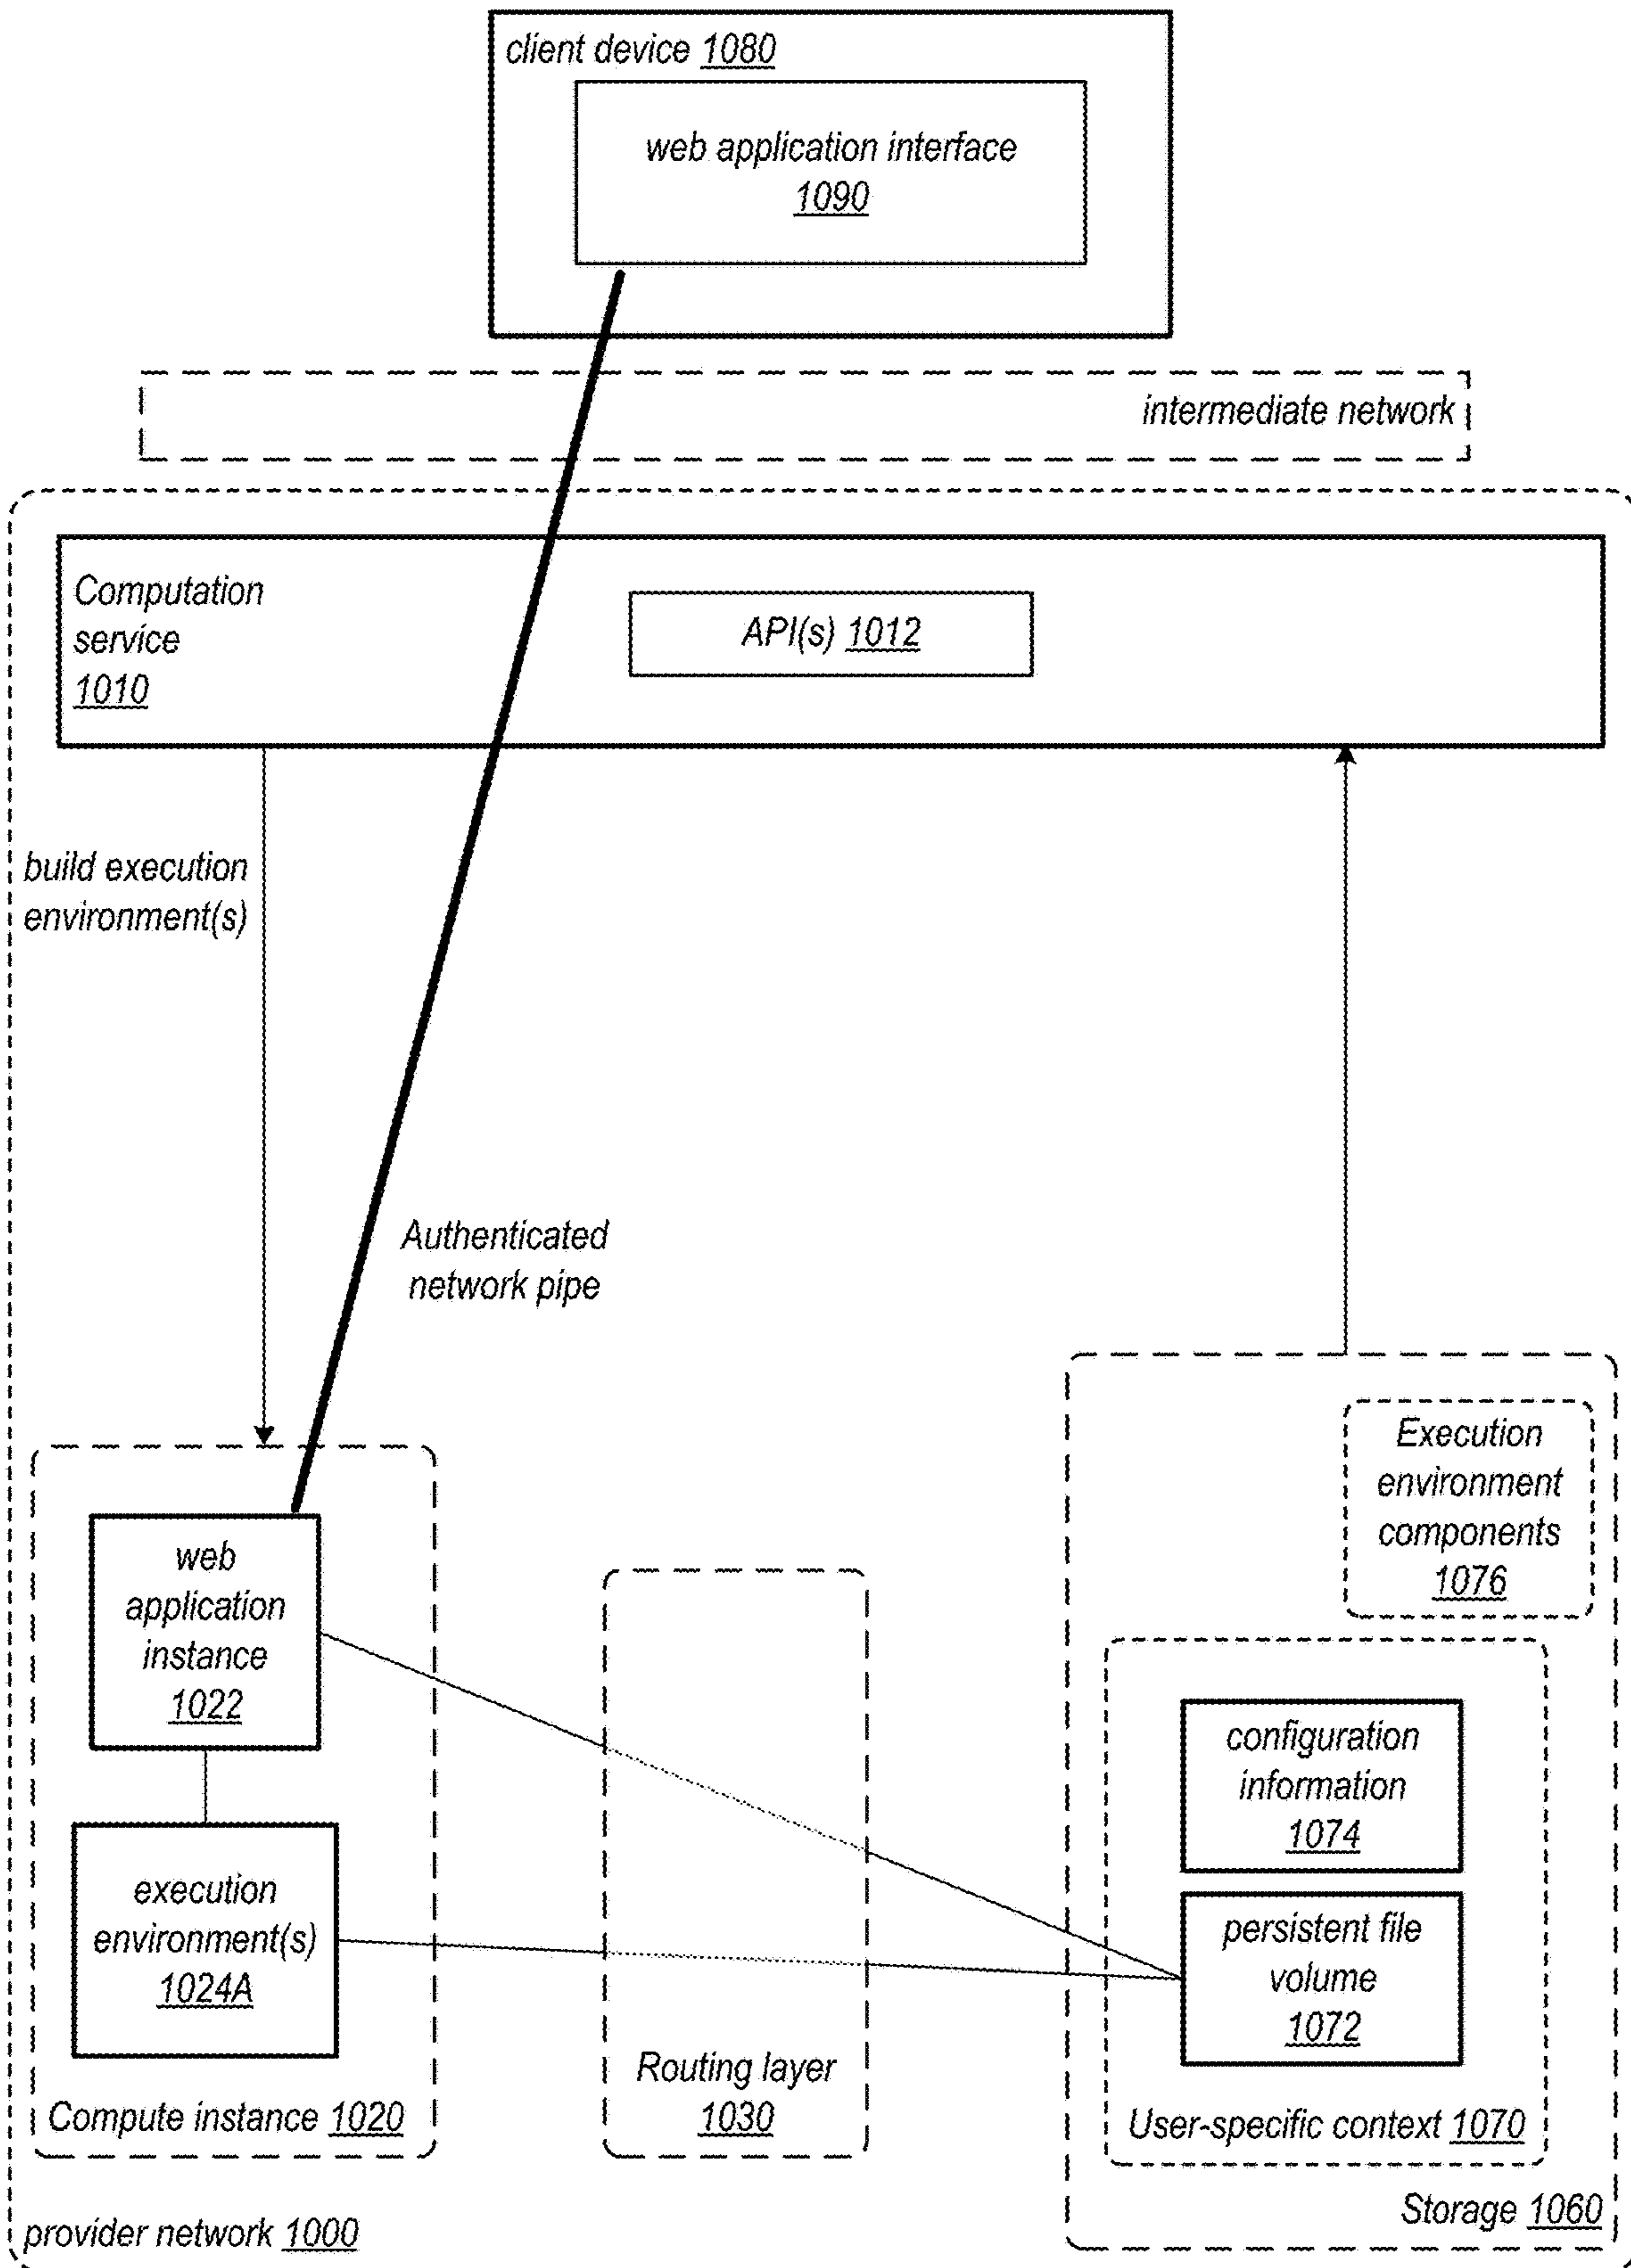 client device 1080
web application interface
1090
intermediate network
Computation
service
1010
API(s) 1012
build execution
environment(s)
Authenticated
network pipe
Execution
environment
components
1076
web
application
instance
1022
configuration
information
1074
execution
environment(s)
1024A
persistent file
volume
1072
Routing layer
1030
Compute instance 1020
User-specific context 1070
Storage 1060
provider network 1000